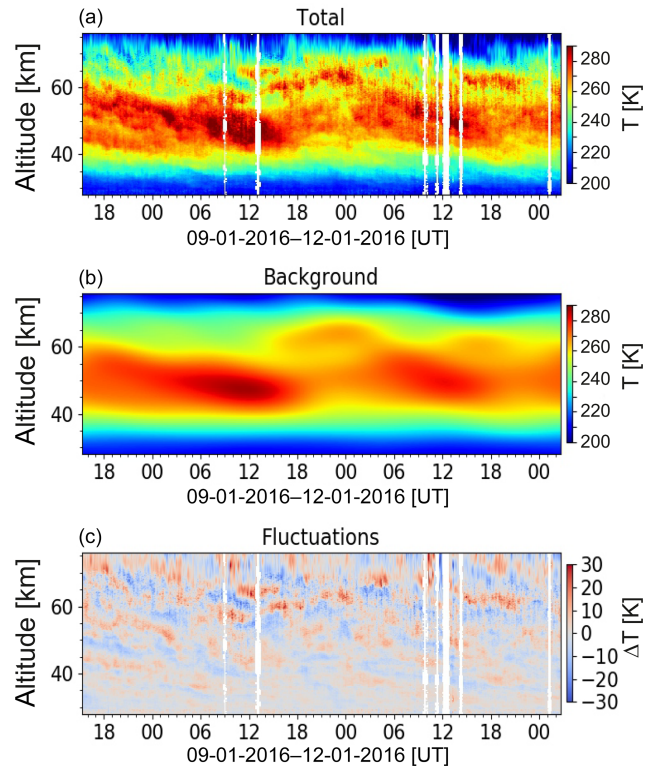 (a) Total
Altitude [km]
60
40
280
260
240
220
200
T [K]
18 00 06 12 18 00 06 12 18 00
09-01-2016–12-01-2016 [UT]
(b) Background
Altitude [km]
60
40
280
260
240
220
200
T [K]
18 00 06 12 18 00 06 12 18 00
09-01-2016–12-01-2016 [UT]
(c) Fluctuations
Altitude [km]
60
40
30
20
10
0
−10
−20
−30
ΔT [K]
18 00 06 12 18 00 06 12 18 00
09-01-2016–12-01-2016 [UT]